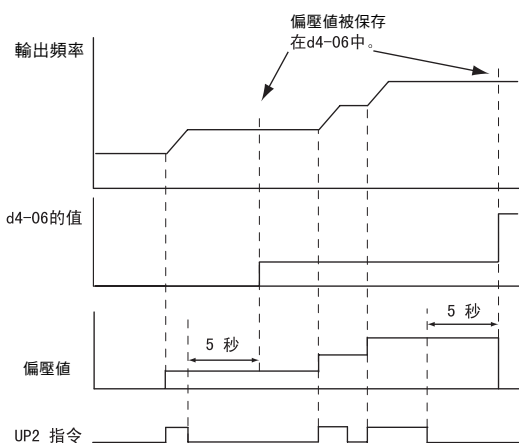 偏壓值被保存
在d4-06中。
輸出頻率
d4-06的值
5 秒
5 秒
偏壓值
UP2 指令